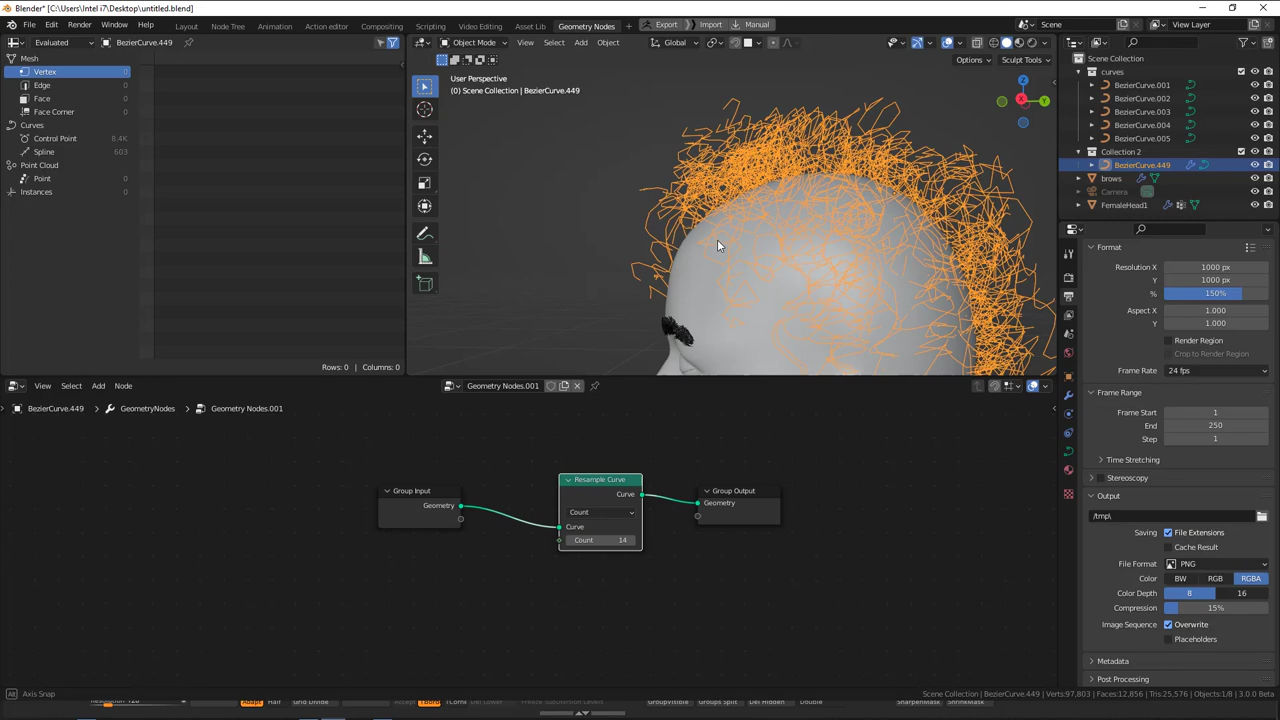 Blender* [C:\Users\Intel i7\Desktop\untitled.blend]
File Edit Render Window Help Layout Node Tree Animation Compositing Scripting Video Editing Asset Lib Geometry Nodes + Export Import Manual Scene View Layer
Evaluated BezierCurve.449
Mesh
Vertex 0
Edge 0
Face 0
Face Corner 0
Curves
Control Point 8.4K
Spline 603
Point Cloud
Point 0
Instances 0
Rows: 0 | Columns: 0
Object Mode View Select Add Object Global
Options Sculpt Tools
User Perspective
(0) Scene Collection | BezierCurve.449
X Y Z
Scene Collection
curves
BezierCurve.001
BezierCurve.002
BezierCurve.003
BezierCurve.004
BezierCurve.005
Collection 2
BezierCurve.449
brows
Camera
FemaleHead1
Format
Resolution X 1000 px
Y 1000 px
% 150%
Aspect X 1.000
Y 1.000
Render Region
Crop to Render Region
Frame Rate 24 fps
Frame Range
Frame Start 1
End 250
Step 1
Time Stretching
Stereoscopy
Output
/tmp\
Saving File Extensions
Cache Result
File Format PNG
Color BW RGB RGBA
Color Depth 8 16
Compression 15%
Image Sequence Overwrite
Placeholders
Metadata
Post Processing
View Select Add Node Geometry Nodes.001
BezierCurve.449 GeometryNodes Geometry Nodes.001
Group Input
Geometry
Resample Curve
Curve
Count
Curve
Count 14
Group Output
Geometry
Axis Snap
Scene Collection | BezierCurve.449 | Verts:97,803 | Faces:12,856 | Tris:25,576 | Objects:1/8 | 3.0.0 Beta